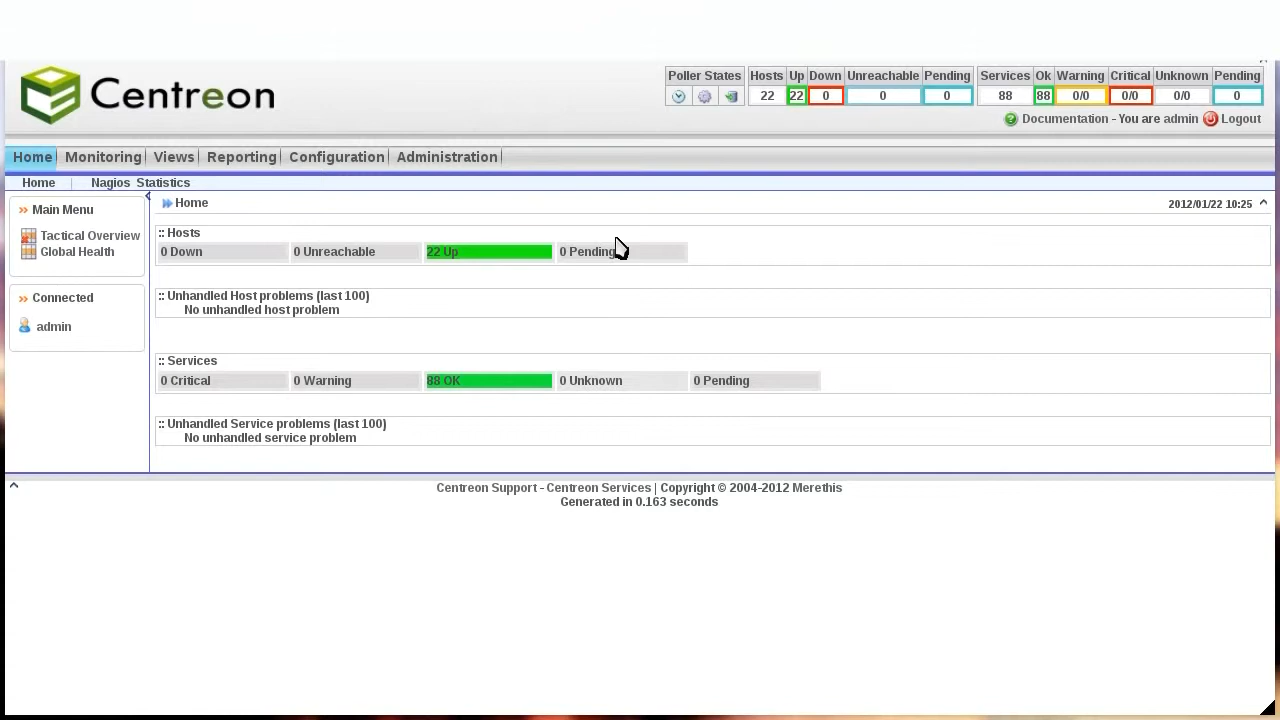 Centreon
Poller States Hosts Up Down Unreachable Pending Services Ok Warning Critical Unknown Pending
22 22 0 0 0 88 88 0/0 0/0 0/0 0
Documentation - You are admin Logout
Home Monitoring Views Reporting Configuration Administration
Home Nagios Statistics
Main Menu
Tactical Overview
Global Health
Connected
admin
Home 2012/01/22 10:25
:: Hosts
0 Down 0 Unreachable 22 Up 0 Pending
:: Unhandled Host problems (last 100)
No unhandled host problem
:: Services
0 Critical 0 Warning 88 OK 0 Unknown 0 Pending
:: Unhandled Service problems (last 100)
No unhandled service problem
Centreon Support - Centreon Services | Copyright © 2004-2012 Merethis
Generated in 0.163 seconds